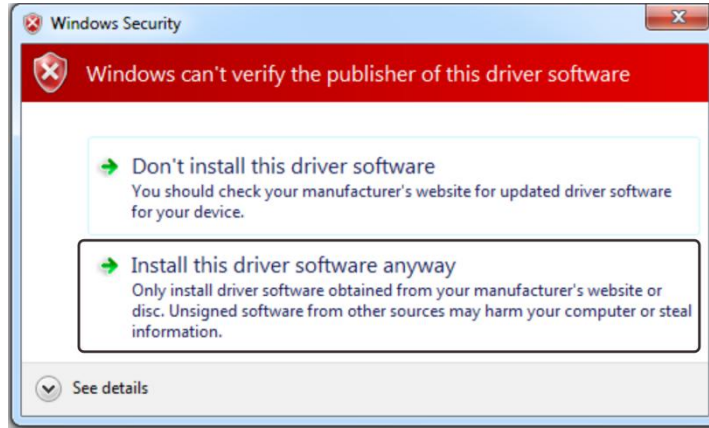 Windows Security
Windows can't verify the publisher of this driver software
Don't install this driver software
You should check your manufacturer's website for updated driver software
for your device.
Install this driver software anyway
Only install driver software obtained from your manufacturer's website or
disc. Unsigned software from other sources may harm your computer or steal
information.
See details